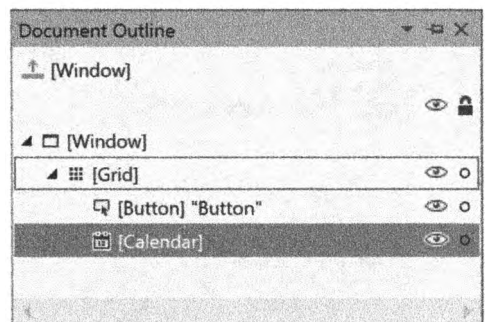 Document Outline
[Window]
[Window]
[Grid]
[Button] "Button"
[Calendar]